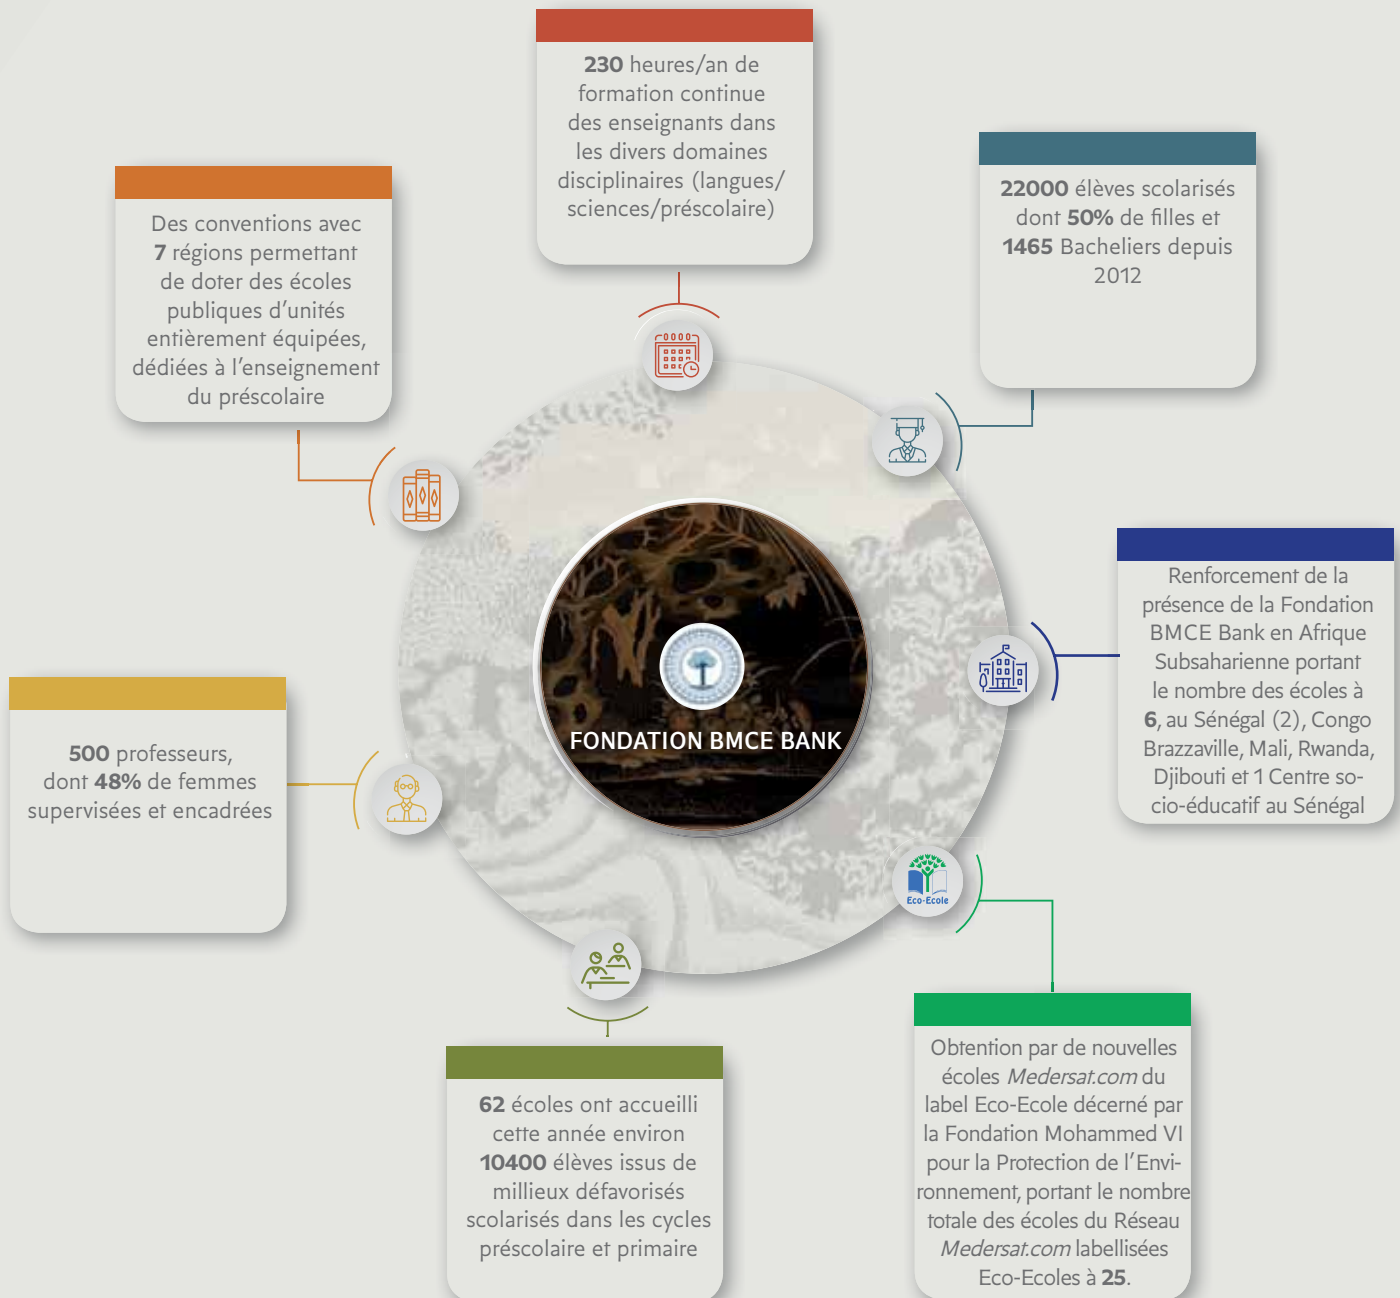 230 heures/an de
formation continue
des enseignants dans
les divers domaines
disciplinaires (langues/
sciences/préscolaire)
22000 élèves scolarisés
dont 50% de filles et
1465 Bacheliers depuis
2012
Des conventions avec
7 régions permettant
de doter des écoles
publiques d'unités
entièrement équipées,
dédiées à l'enseignement
du préscolaire
Renforcement de la
présence de la Fondation
BMCE Bank en Afrique
Subsaharienne portant
le nombre des écoles à
6, au Sénégal (2), Congo
Brazzaville, Mali, Rwanda,
Djibouti et 1 Centre so-
cio-éducatif au Sénégal
FONDATION BMCE BANK
500 professeurs,
dont 48% de femmes
supervisées et encadrées
Eco-Ecole
62 écoles ont accueilli
cette année environ
10400 élèves issus de
millieux défavorisés
scolarisés dans les cycles
préscolaire et primaire
Obtention par de nouvelles
écoles Medersat.com du
label Eco-Ecole décerné par
la Fondation Mohammed VI
pour la Protection de l'Envi-
ronnement, portant le nombre
totale des écoles du Réseau
Medersat.com labellisées
Eco-Ecoles à 25.